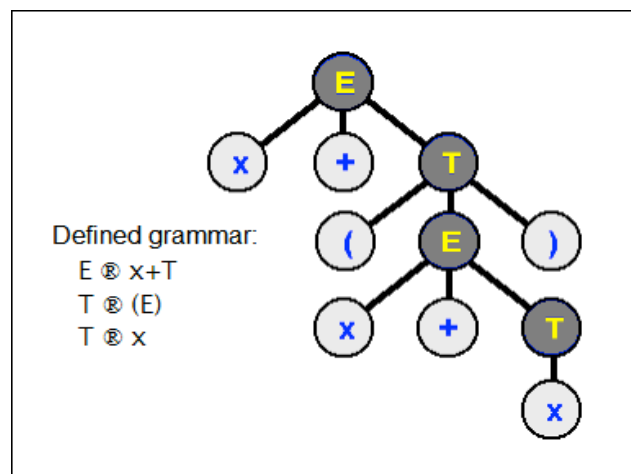 E
x + T
( E )
Defined grammar:
E ® x+T
x + T
T ® (E)
T ® x
x